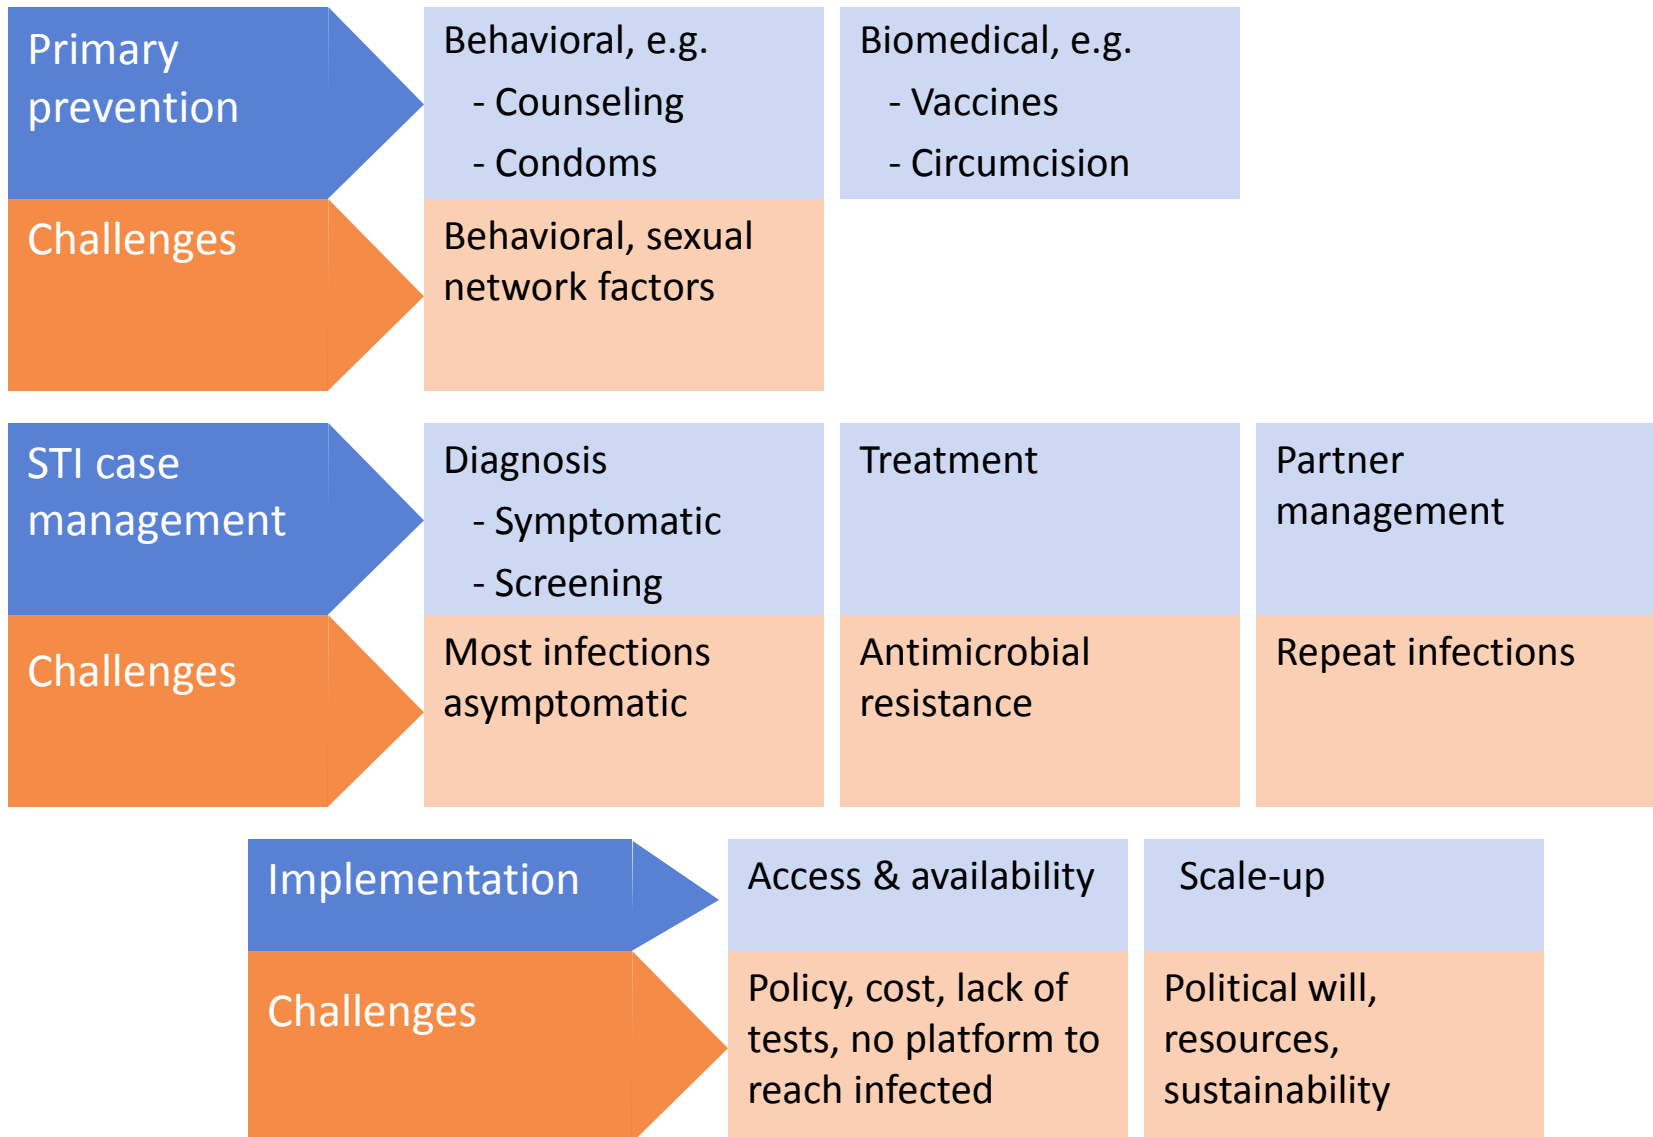 Primary
prevention
Behavioral, e.g.
- Counseling
- Condoms
Biomedical, e.g.
- Vaccines
- Circumcision
Challenges
Behavioral, sexual
network factors
STI case
management
Diagnosis
- Symptomatic
- Screening
Treatment
Partner
management
Challenges
Most infections
asymptomatic
Antimicrobial
resistance
Repeat infections
Implementation
Access & availability
Scale-up
Challenges
Policy, cost, lack of
tests, no platform to
reach infected
Political will,
resources,
sustainability